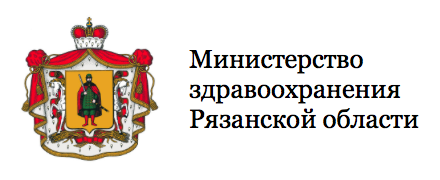 Министерство
здравоохранения
Рязанской области